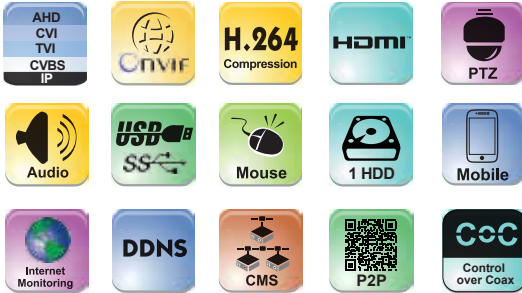 AHD
CVI
TVI
CVBS
IP
Onvif
H.264
Compression
HDMI™
PTZ
Audio
USB
SS
Mouse
1 HDD
Mobile
Internet
Monitoring
DDNS
CMS
P2P
CoC
Control
over Coax